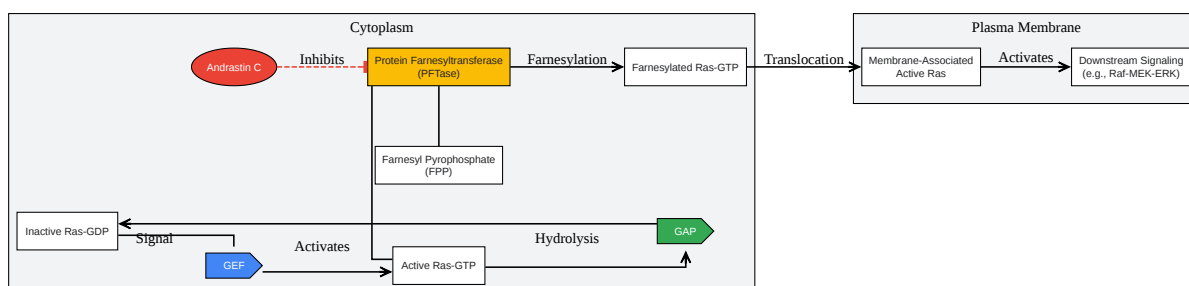 Cytoplasm
Plasma Membrane
Andrastin C
Inhibits
Protein Farnesyltransferase
(PFTase)
Farnesylation
Farnesylated Ras-GTP
Translocation
Membrane-Associated
Active Ras
Activates
Downstream Signaling
(e.g., Raf-MEK-ERK)
Farnesyl Pyrophosphate
(FPP)
Inactive Ras-GDP
Signal
GEF
Activates
Active Ras-GTP
Hydrolysis
GAP